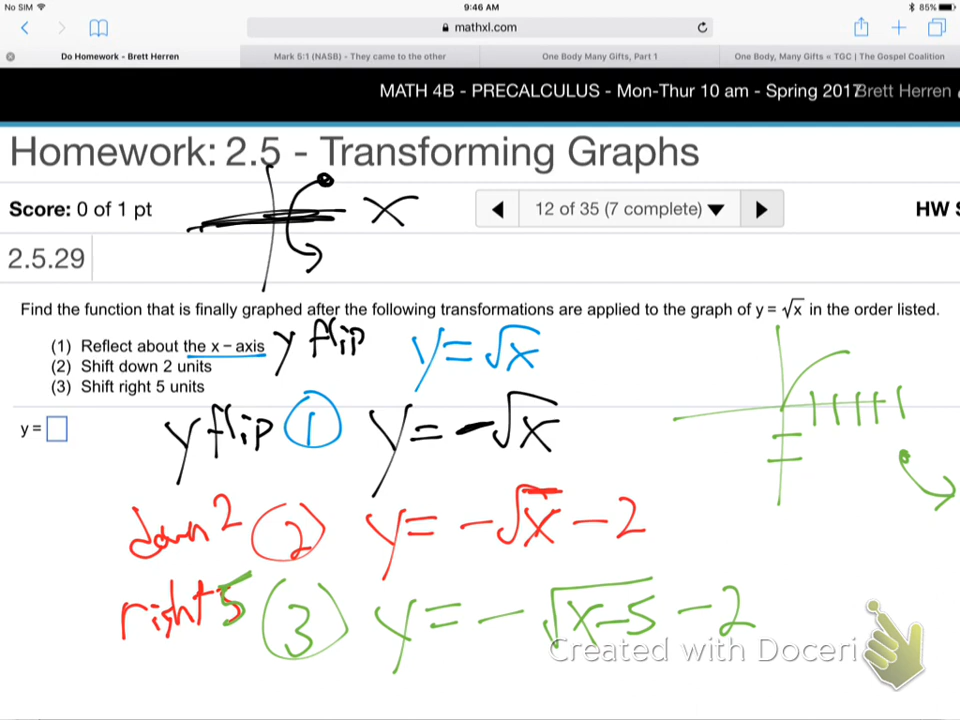 No SIM 9:46 AM 85%
mathxl.com
Do Homework - Brett Herren Mark 5:1 (NASB) - They came to the other One Body Many Gifts, Part 1 One Body, Many Gifts « TGC | The Gospel Coalition
MATH 4B - PRECALCULUS - Mon-Thur 10 am - Spring 2017 Brett Herren
Homework: 2.5 - Transforming Graphs
Score: 0 of 1 pt x 12 of 35 (7 complete) HW S
2.5.29
Find the function that is finally graphed after the following transformations are applied to the graph of y = √x in the order listed.
(1) Reflect about the x – axis y flip y = √x
(2) Shift down 2 units
(3) Shift right 5 units
y = y flip ① y = -√x
down 2 ② y = -√x - 2
right 5 ③ y = -√x-5 - 2
Created with Doceri